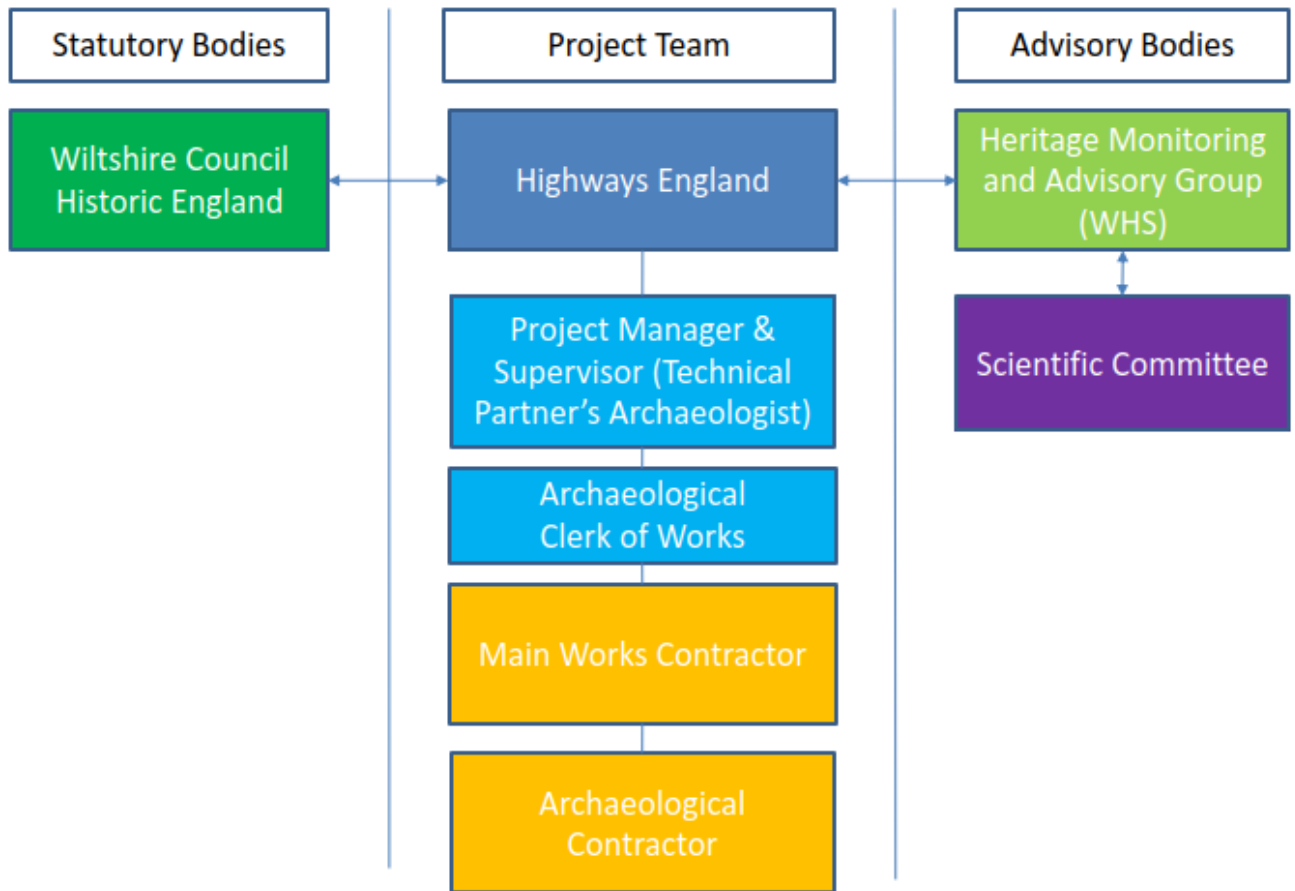 Statutory Bodies
Project Team
Advisory Bodies
Wiltshire Council
Historic England
Highways England
Heritage Monitoring
and Advisory Group
(WHS)
Project Manager &
Supervisor (Technical
Partner’s Archaeologist)
Scientific Committee
Archaeological
Clerk of Works
Main Works Contractor
Archaeological
Contractor